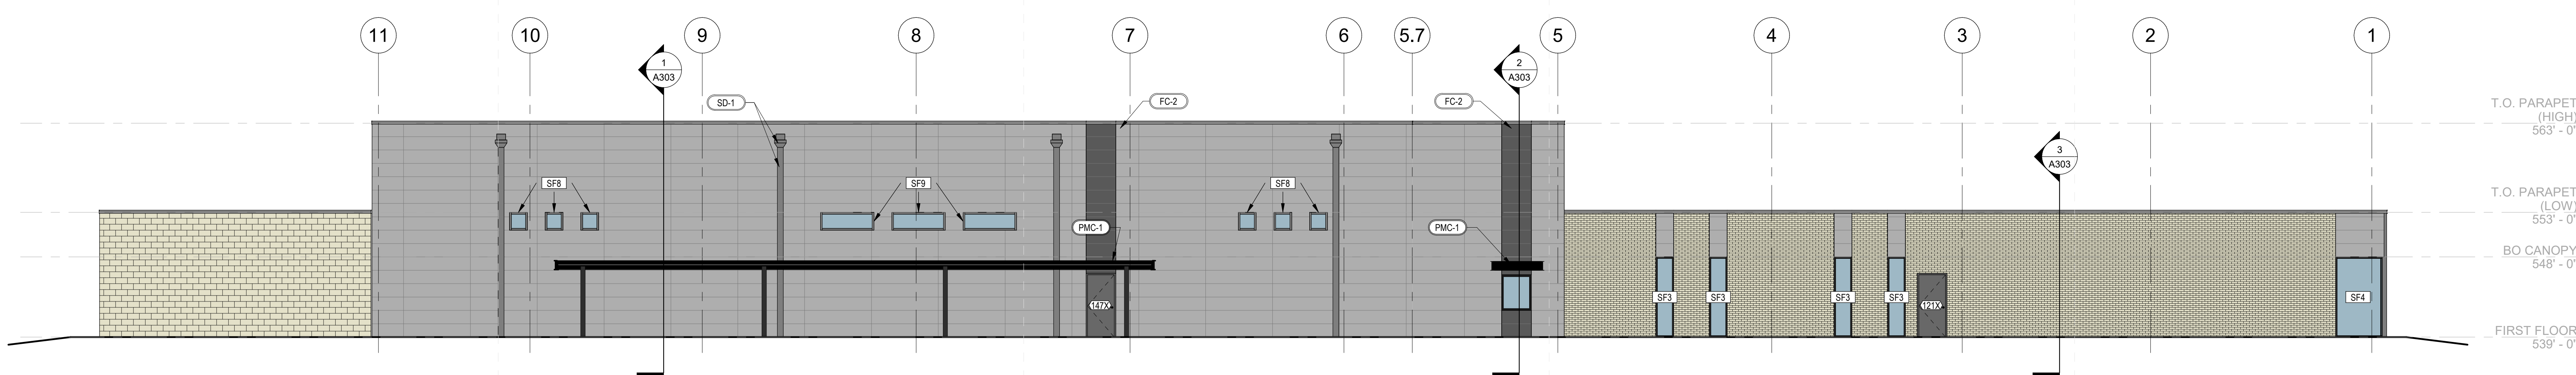 11
10
9
8
7
6
5.7
5
4
3
2
1
1
A303
2
A303
SD-1
FC-2
FC-2
T.O. PARAPET
(HIGH)
563' - 0"
3
A303
SF8
SF9
SF8
T.O. PARAPET
(LOW)
553' - 0"
PMC-1
PMC-1
BO CANOPY
548' - 0"
147X
SF3
SF3
SF3
SF3
121X
SF4
FIRST FLOOR
539' - 0"